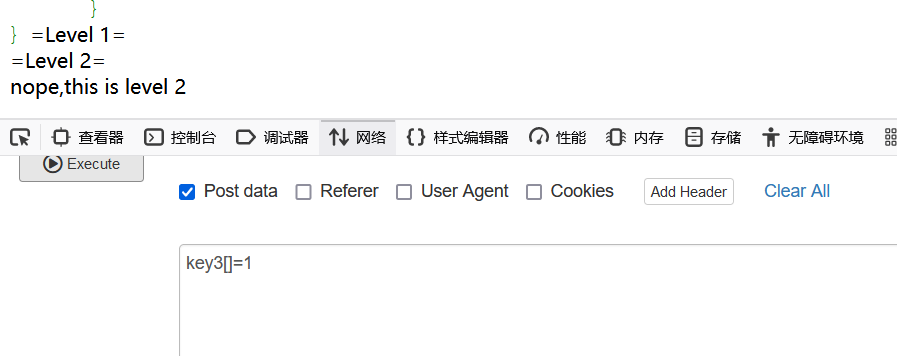 }
} =Level 1=
=Level 2=
nope,this is level 2
查看器 控制台 调试器 网络 样式编辑器 性能 内存 存储 无障碍环境
Execute
Post data Referer User Agent Cookies Add Header Clear All
key3[]=1